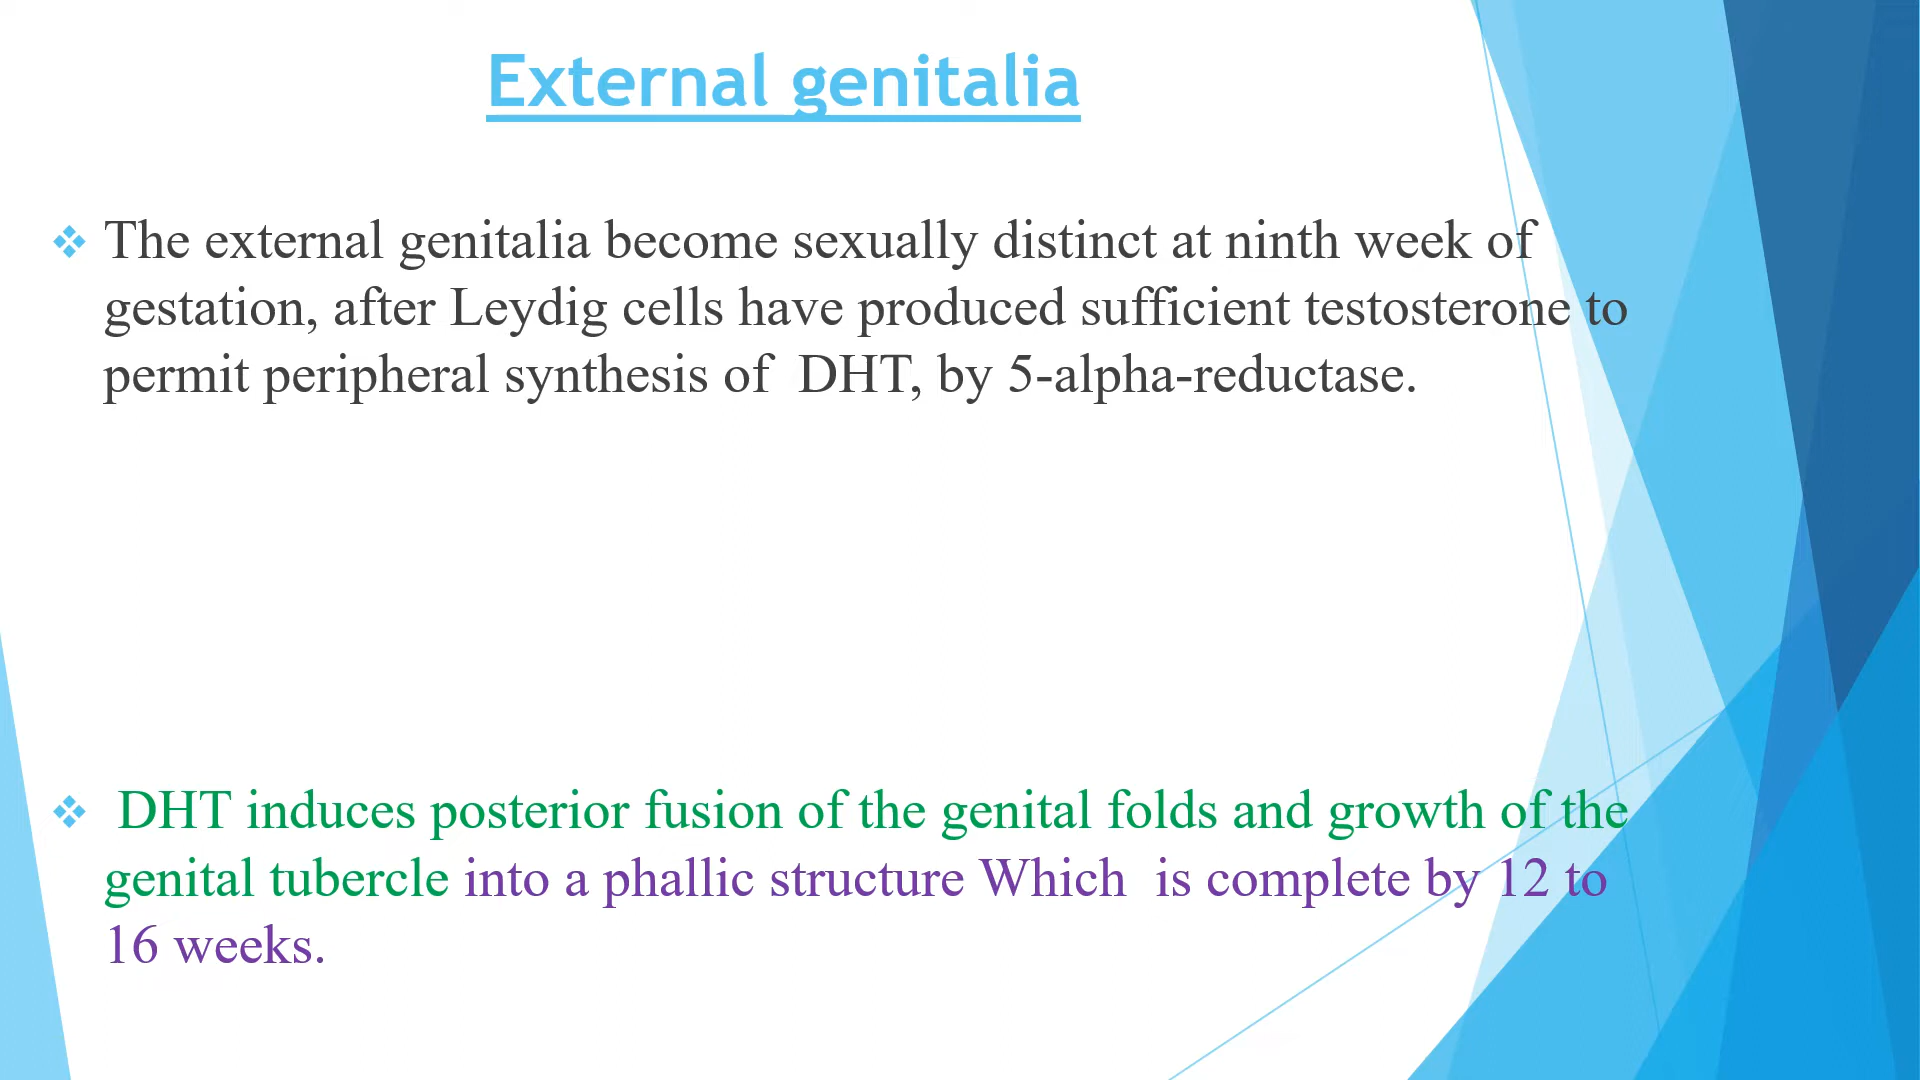 External genitalia
The external genitalia become sexually distinct at ninth week of
gestation, after Leydig cells have produced sufficient testosterone to
permit peripheral synthesis of  DHT, by 5-alpha-reductase.
DHT induces posterior fusion of the genital folds and growth of the
genital tubercle into a phallic structure Which  is complete by 12 to
16 weeks.